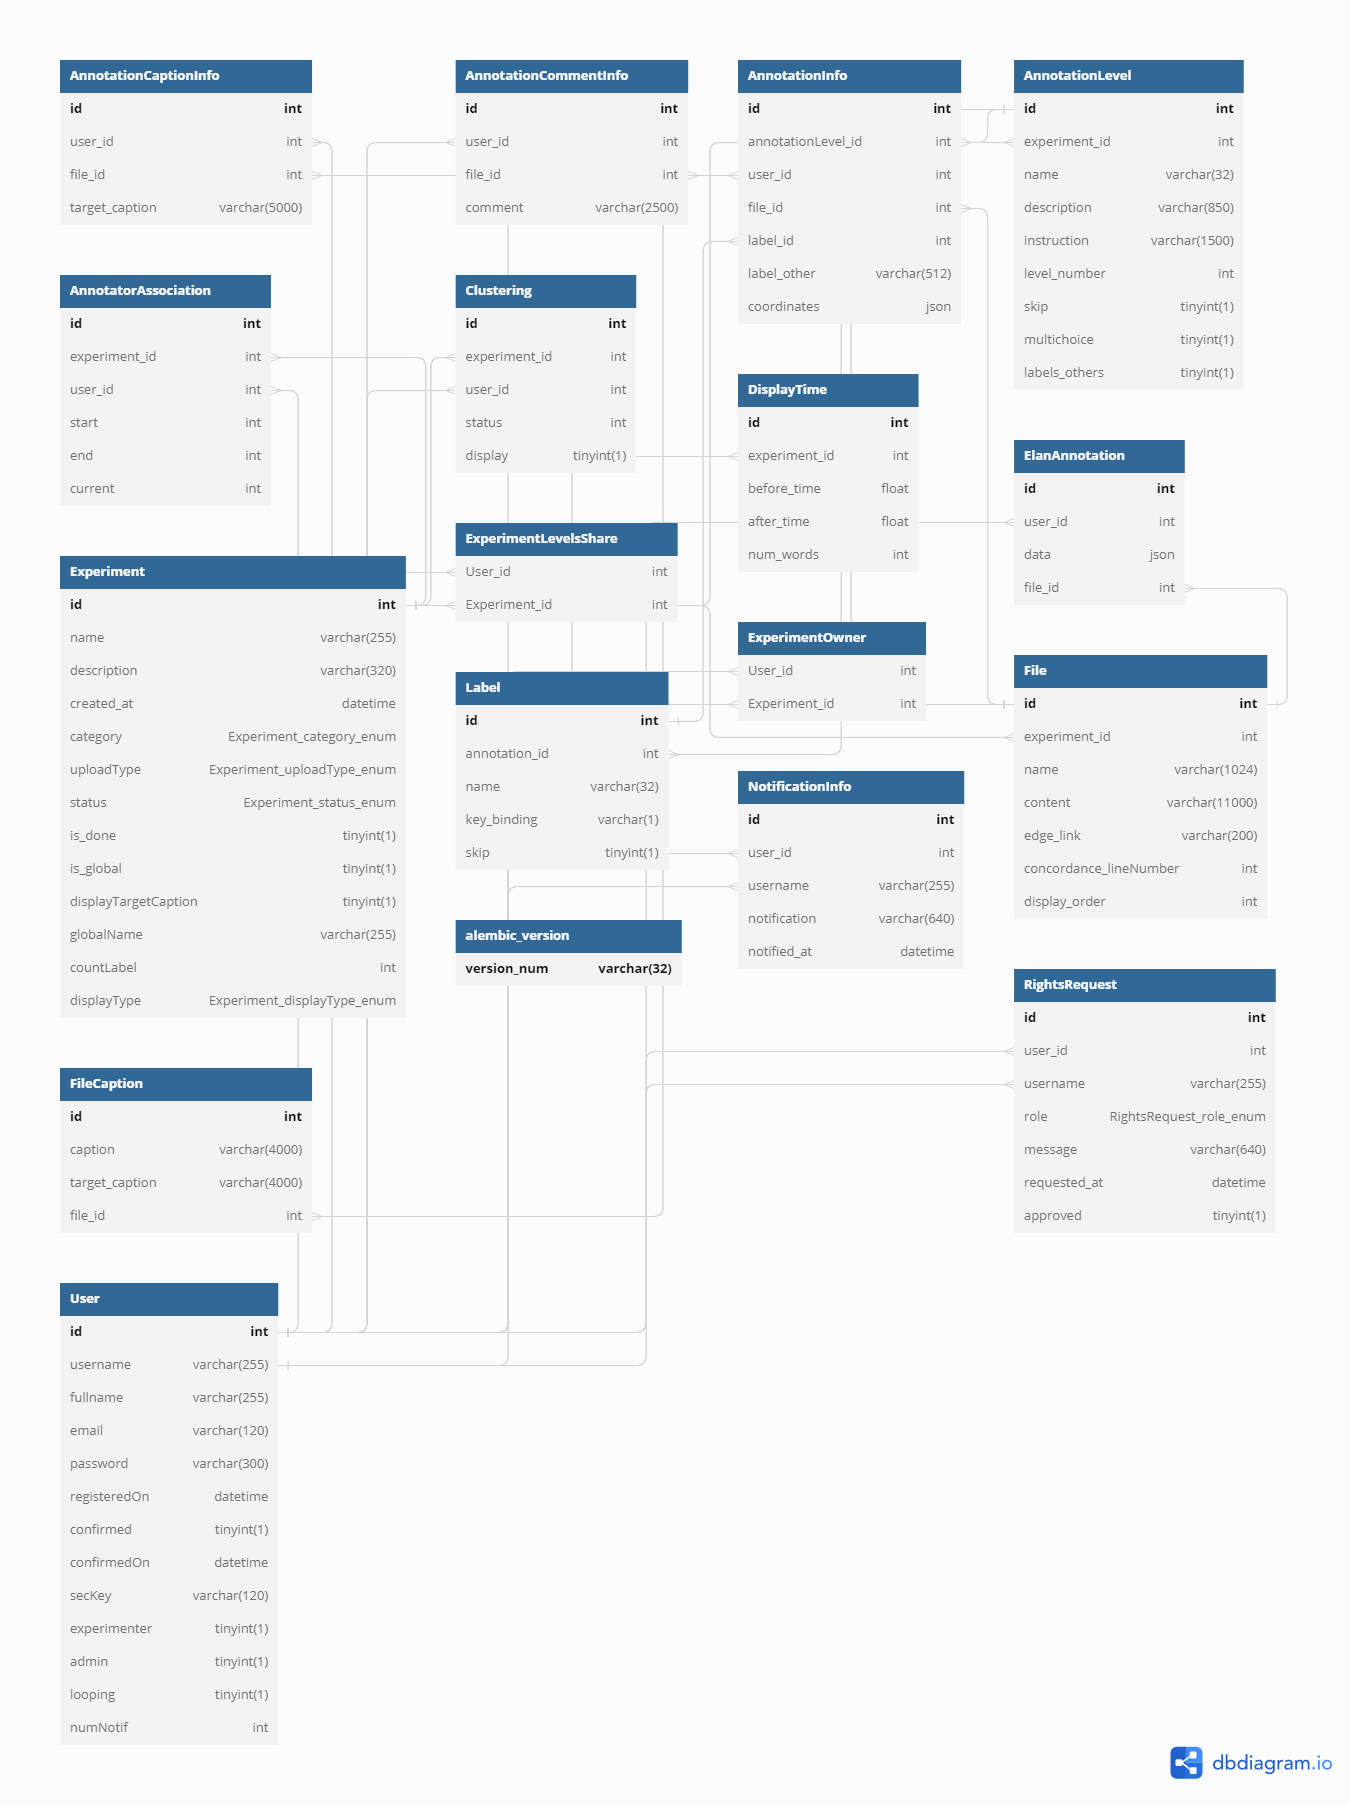 AnnotationCaptionInfo
id int
user_id int
file_id int
target_caption varchar(5000)
AnnotationCommentInfo
id int
user_id int
file_id int
comment varchar(2500)
AnnotationInfo
id int
annotationLevel_id int
user_id int
file_id int
label_id int
label_other varchar(512)
coordinates json
AnnotationLevel
id int
experiment_id int
name varchar(32)
description varchar(850)
instruction varchar(1500)
level_number int
skip tinyint(1)
multichoice tinyint(1)
labels_others tinyint(1)
AnnotatorAssociation
id int
experiment_id int
user_id int
start int
end int
current int
Clustering
id int
experiment_id int
user_id int
status int
display tinyint(1)
DisplayTime
id int
experiment_id int
before_time float
after_time float
num_words int
ElanAnnotation
id int
user_id int
data json
file_id int
Experiment
id int
name varchar(255)
description varchar(320)
created_at datetime
category Experiment_category_enum
uploadType Experiment_uploadType_enum
status Experiment_status_enum
is_done tinyint(1)
is_global tinyint(1)
displayTargetCaption tinyint(1)
globalName varchar(255)
countLabel int
displayType Experiment_displayType_enum
ExperimentLevelsShare
User_id int
Experiment_id int
ExperimentOwner
User_id int
Experiment_id int
File
id int
experiment_id int
name varchar(1024)
content varchar(11000)
edge_link varchar(200)
concordance_lineNumber int
display_order int
Label
id int
annotation_id int
name varchar(32)
key_binding varchar(1)
skip tinyint(1)
NotificationInfo
id int
user_id int
username varchar(255)
notification varchar(640)
notified_at datetime
alembic_version
version_num varchar(32)
RightsRequest
id int
user_id int
username varchar(255)
role RightsRequest_role_enum
message varchar(640)
requested_at datetime
approved tinyint(1)
FileCaption
id int
caption varchar(4000)
target_caption varchar(4000)
file_id int
User
id int
username varchar(255)
fullname varchar(255)
email varchar(120)
password varchar(300)
registeredOn datetime
confirmed tinyint(1)
confirmedOn datetime
secKey varchar(120)
experimenter tinyint(1)
admin tinyint(1)
looping tinyint(1)
numNotif int
dbdiagram.io